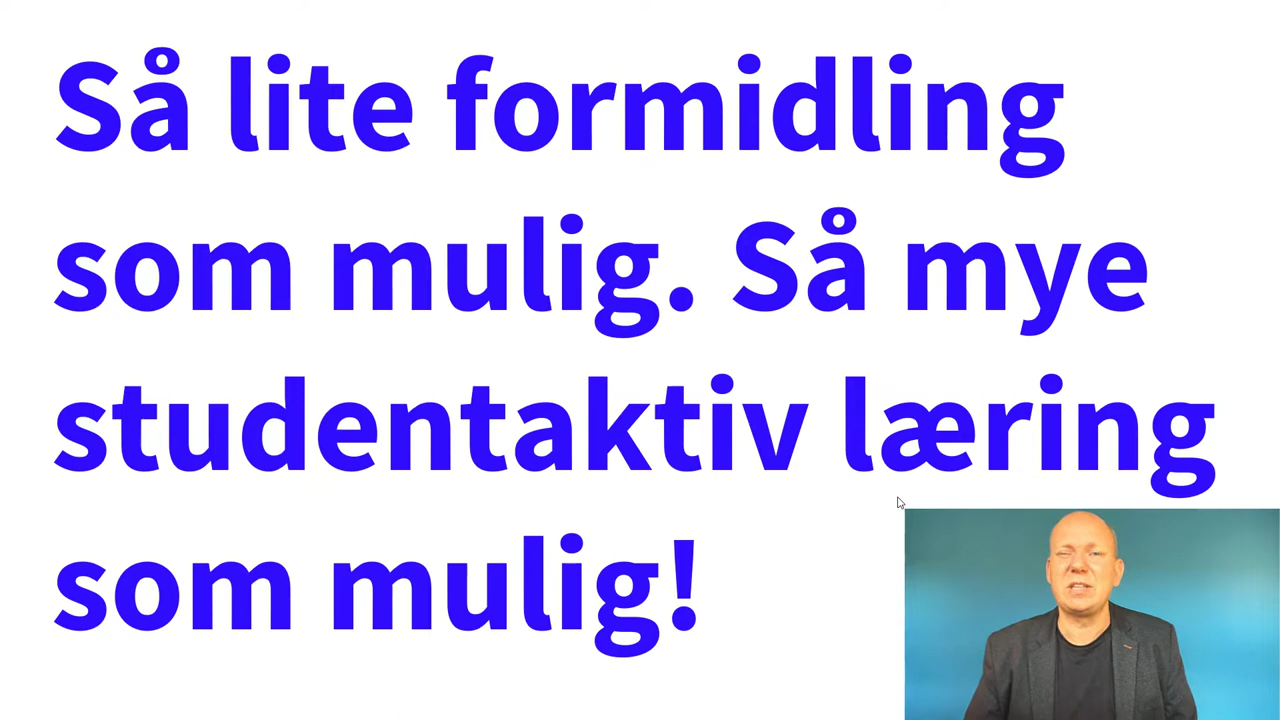 Så lite formidling
som mulig. Så mye
studentaktiv læring
som mulig!